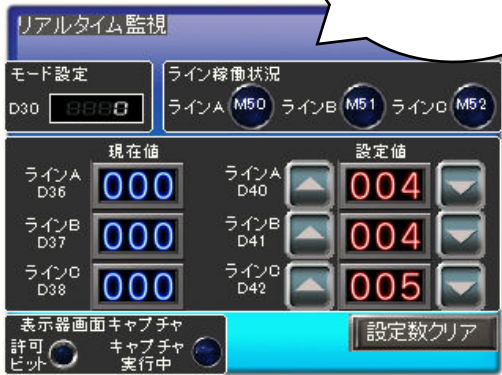 リアルタイム監視
モード設定
D30 0
ライン稼働状況
ラインA M50 ラインB M51 ラインC M52
現在値
設定値
ラインA
D36
000
ラインA
D40
004
ラインB
D37
000
ラインB
D41
004
ラインC
D38
000
ラインC
D42
005
表示器画面キャプチャ
許可
ビット
キャプチャ
実行中
設定数クリア